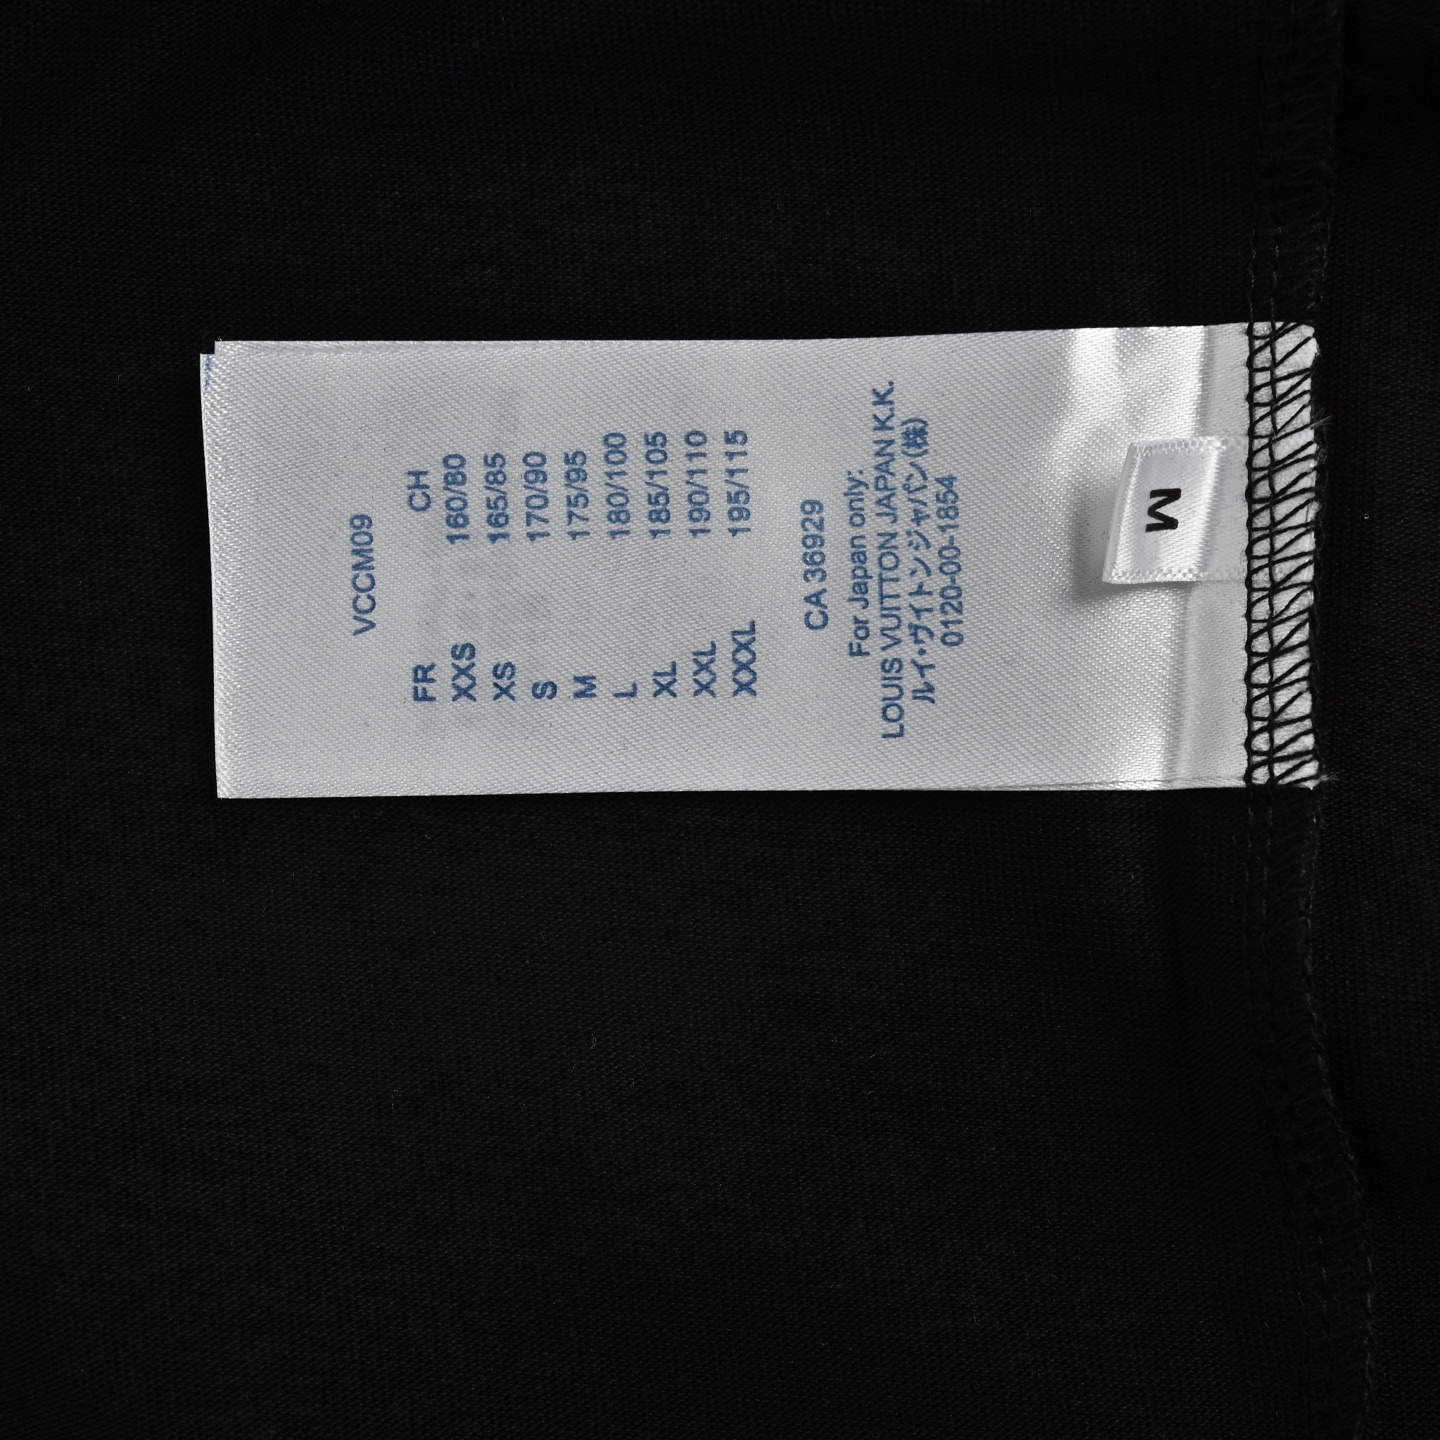 VCCM09
FR CH
XXS 160/80
XS 165/85
S 170/90
M 175/95
L 180/100
XL 185/105
XXL 190/110
XXXL 195/115
CA 36929
For Japan only:
LOUIS VUITTON JAPAN K.K.
ルイ・ヴイトンジャパン(株)
0120-00-1854
M